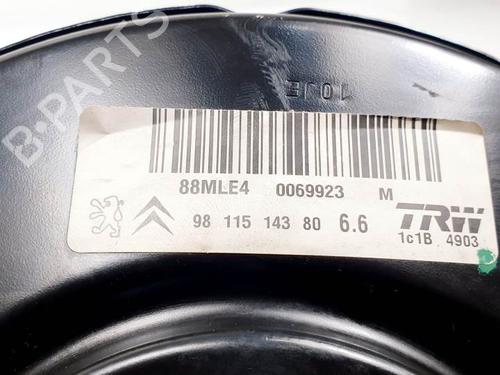 B-PARTS
10JE
88MLE4 0069923 M
98 115 143 80 6.6 TRW
1c1B 4903